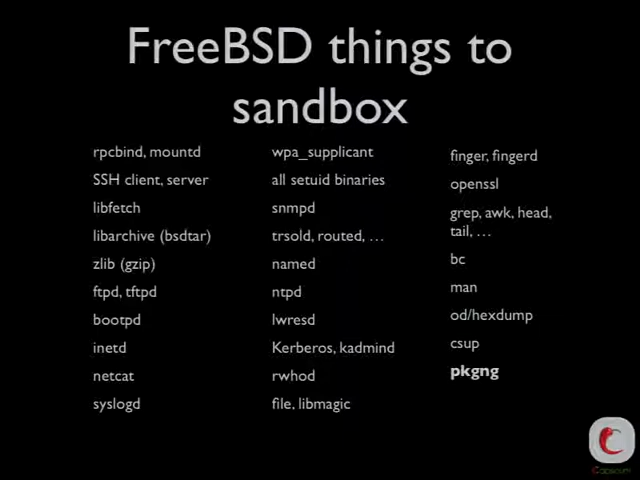 FreeBSD things to
sandbox
rpcbind, mountd
SSH client, server
libfetch
libarchive (bsdtar)
zlib (gzip)
ftpd, tftpd
bootpd
inetd
netcat
syslogd
wpa_supplicant
all setuid binaries
snmpd
trsold, routed, ...
named
ntpd
lwresd
Kerberos, kadmind
rwhod
file, libmagic
finger, fingerd
openssl
grep, awk, head,
tail, ...
bc
man
od/hexdump
csup
pkgng
Capsicum